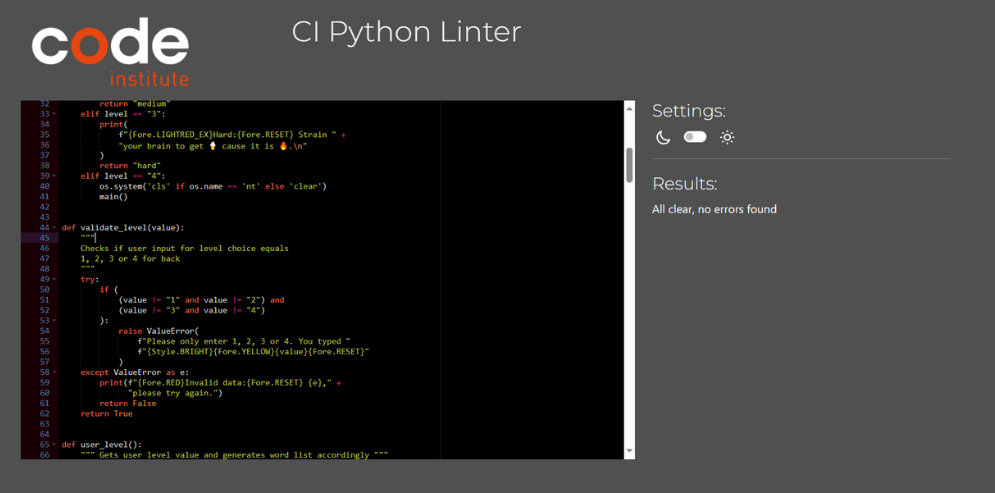 code
institute
CI Python Linter
32 return "medium"
33 elif level == "3":
34 print(
35 f"{Fore.LIGHTRED_EX}Hard:{Fore.RESET} Strain " +
36 "your brain to get 🍦 cause it is 🔥.\n"
37 )
38 return "hard"
39 elif level == "4":
40 os.system('cls' if os.name == 'nt' else 'clear')
41 main()
42
43
44 def validate_level(value):
45 """
46 Checks if user input for level choice equals
47 1, 2, 3 or 4 for back
48 """
49 try:
50 if (
51 (value != "1" and value != "2") and
52 (value != "3" and value != "4")
53 ):
54 raise ValueError(
55 f"Please only enter 1, 2, 3 or 4. You typed "
56 f"{Style.BRIGHT}{Fore.YELLOW}{value}{Fore.RESET}"
57 )
58 except ValueError as e:
59 print(f"{Fore.RED}Invalid data:{Fore.RESET} {e}," +
60 "please try again.")
61 return False
62 return True
63
64
65 def user_level():
66 """ Gets user level value and generates word list accordingly """
Settings:
Results:
All clear, no errors found